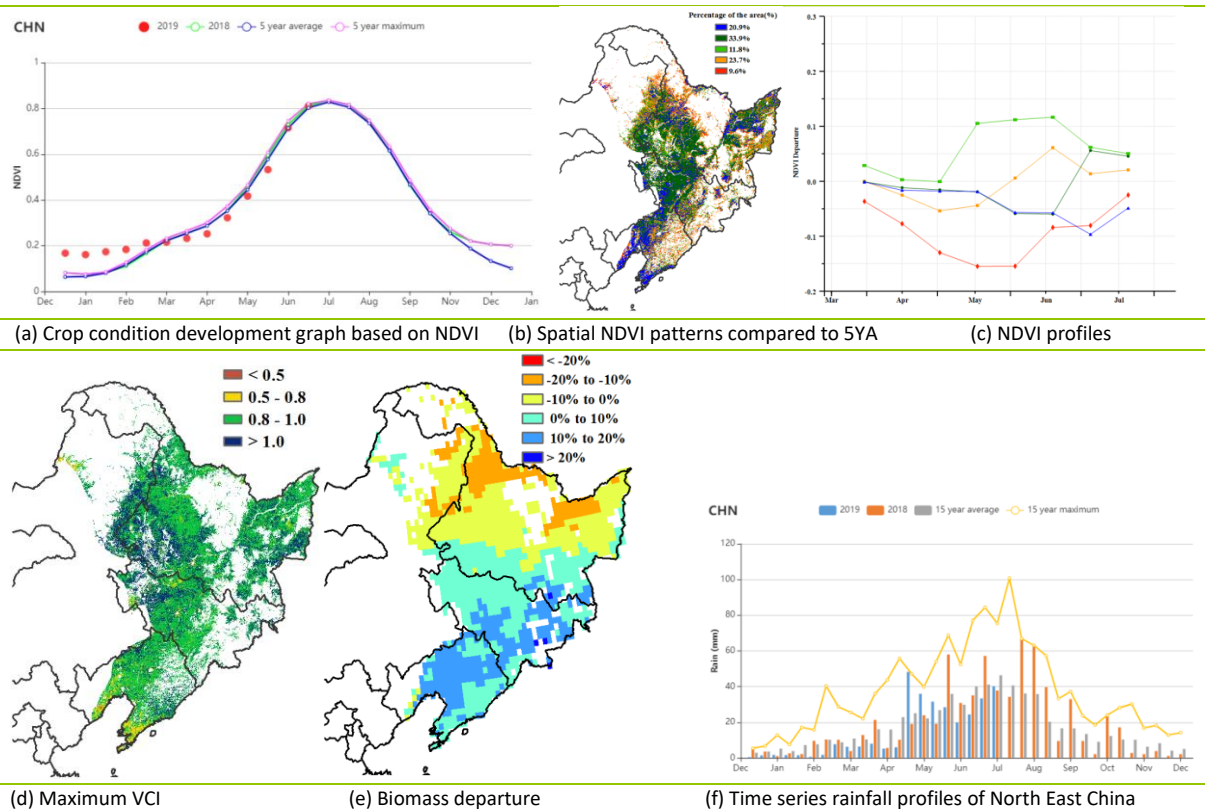 CHN
2019 2018 5 year average 5 year maximum
1
0.8
0.6
0.4
0.2
0
NDVI
Dec Jan Feb Mar Apr May Jun Jul Aug Sep Oct Nov Dec Jan
Percentage of the area(%)
20.9%
33.9%
11.8%
23.7%
9.6%
0.3
0.2
0.1
0.0
-0.1
-0.2
NDVI Departure
Mar Apr May Jun Jul
(a) Crop condition development graph based on NDVI (b) Spatial NDVI patterns compared to 5YA (c) NDVI profiles
< 0.5
0.5 - 0.8
0.8 - 1.0
> 1.0
< -20%
-20% to -10%
-10% to 0%
0% to 10%
10% to 20%
> 20%
CHN
2019 2018 15 year average 15 year maximum
120
100
80
60
40
20
0
Rain (mm)
Dec Jan Feb Mar Apr May Jun Jul Aug Sep Oct Nov Dec
(d) Maximum VCI (e) Biomass departure (f) Time series rainfall profiles of North East China